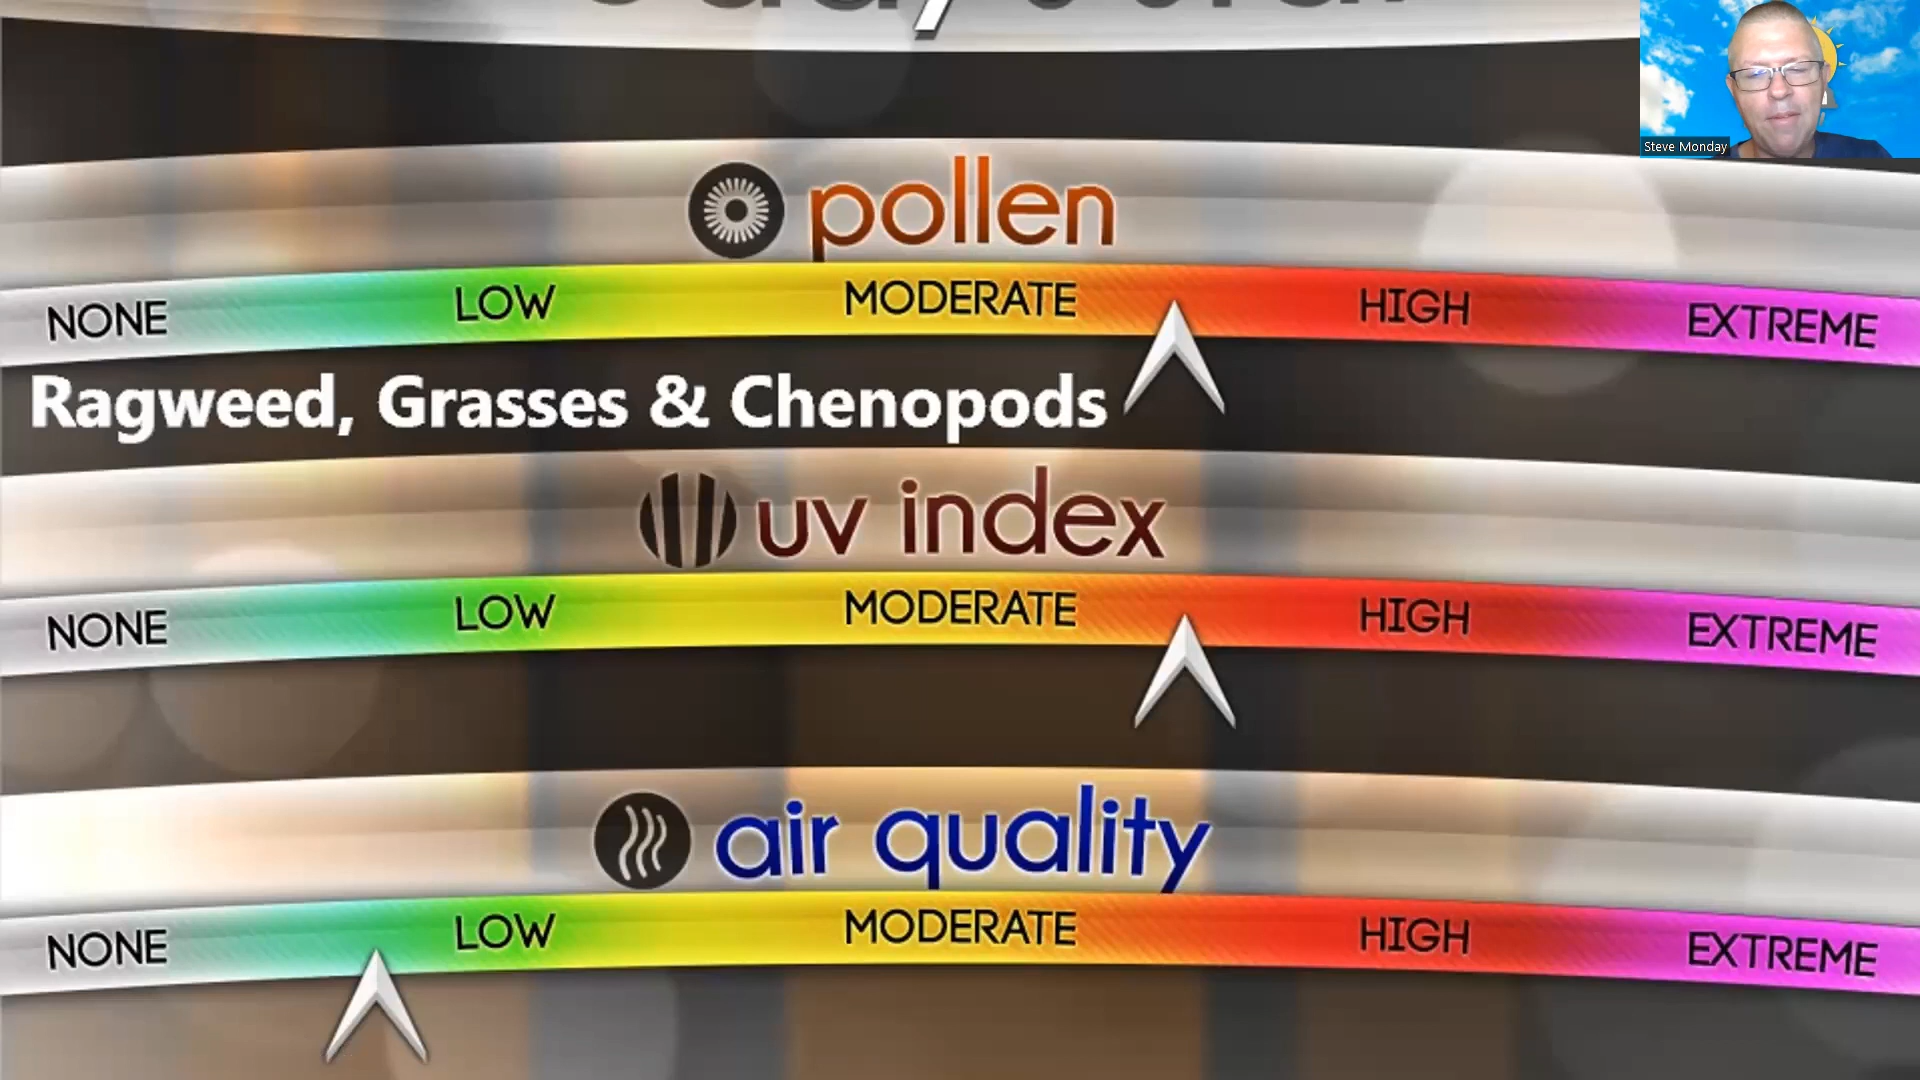 Steve Monday
pollen
NONE LOW MODERATE HIGH EXTREME
Ragweed, Grasses & Chenopods
uv index
NONE LOW MODERATE HIGH EXTREME
air quality
NONE LOW MODERATE HIGH EXTREME